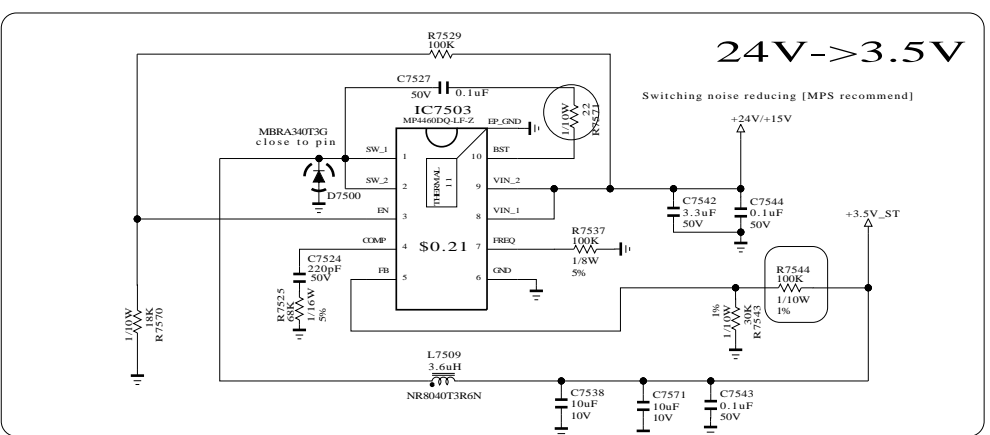 R7529
100K
24V->3.5V
C7527
50V 0.1uF
1/10W
22
R7571
Switching noise reducing [MPS recommend]
IC7503
MP4460DQ-LF-Z
EP_GND
+24V/+15V
MBRA340T3G
close to pin
D7500
SW_1
1
10
BST
SW_2
2
THERMAL
11
9
VIN_2
EN
3
8
VIN_1
COMP
4
$0.21
7
FREQ
FB
5
6
GND
C7542
3.3uF
50V
C7544
0.1uF
50V
+3.5V_ST
R7537
100K
1/8W
5%
C7524
220pF
50V
R7525
68K
1/16W
5%
R7544
100K
1/10W
1%
1%
1/10W
30K
R7543
1/10W
18K
R7570
L7509
3.6uH
NR8040T3R6N
C7538
10uF
10V
C7571
10uF
10V
C7543
0.1uF
50V